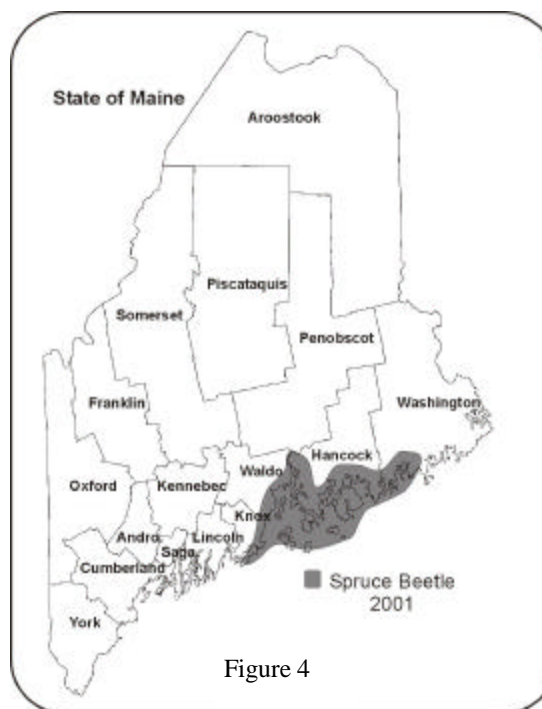 State of Maine
Aroostook
Piscataquis
Somerset
Penobscot
Franklin
Washington
Hancock
Waldo
Oxford
Kennebec
Knox
Andro.
Lincoln
Saga.
Cumberland
York
Spruce Beetle
2001
Figure 4